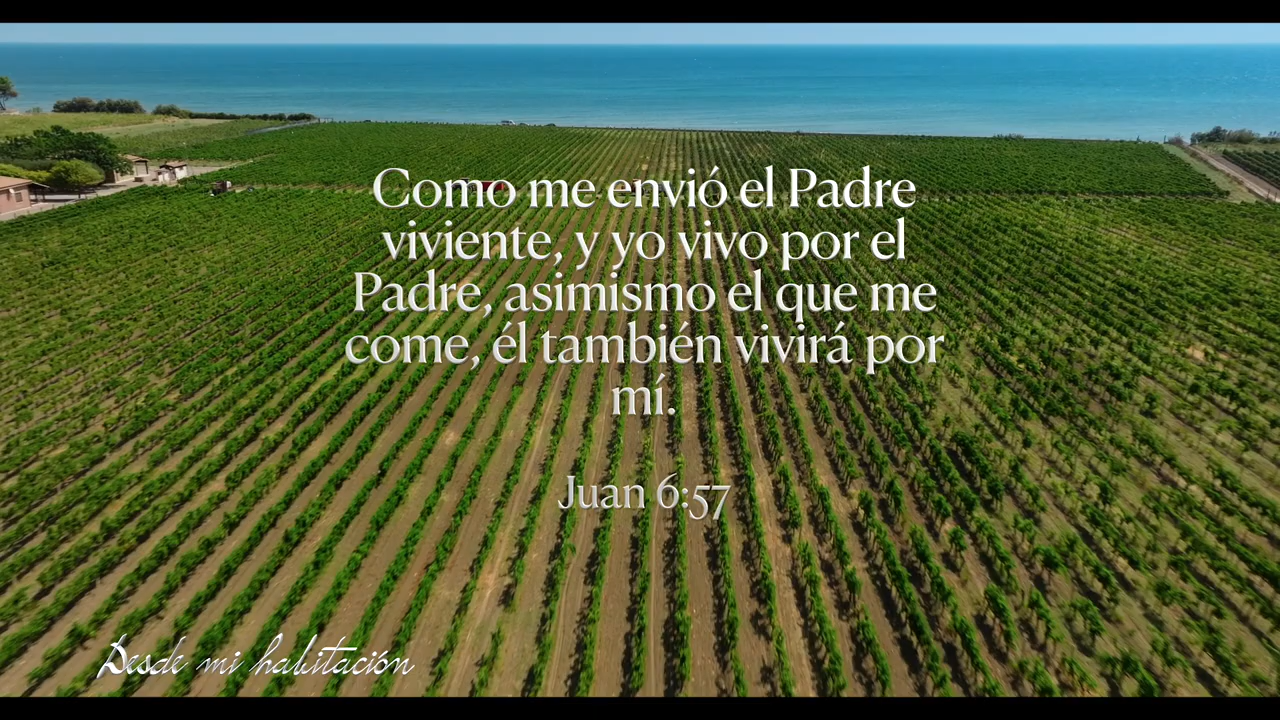 Como me envió el Padre
viviente, y yo vivo por el
Padre, asimismo el que me
come, él también vivirá por
mí.
Juan 6:57
Desde mi habitación